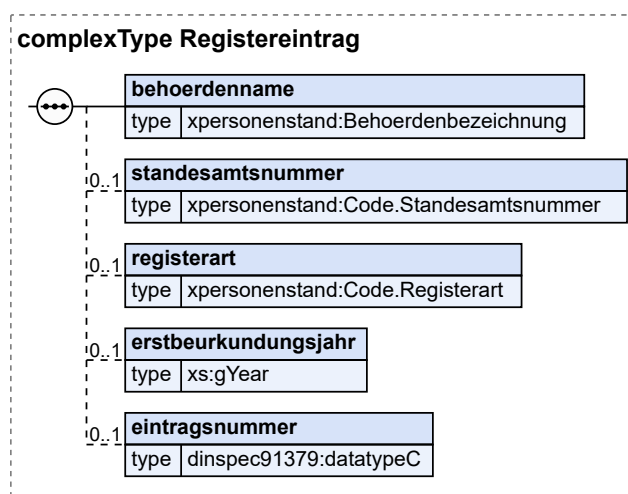 complexType Registereintrag
behoerdenname
type xpersonenstand:Behoerdenbezeichnung
0..1 standesamtsnummer
type xpersonenstand:Code.Standesamtsnummer
0..1 registerart
type xpersonenstand:Code.Registerart
0..1 erstbeurkundungsjahr
type xs:gYear
0..1 eintragsnummer
type dinspec91379:datatypeC